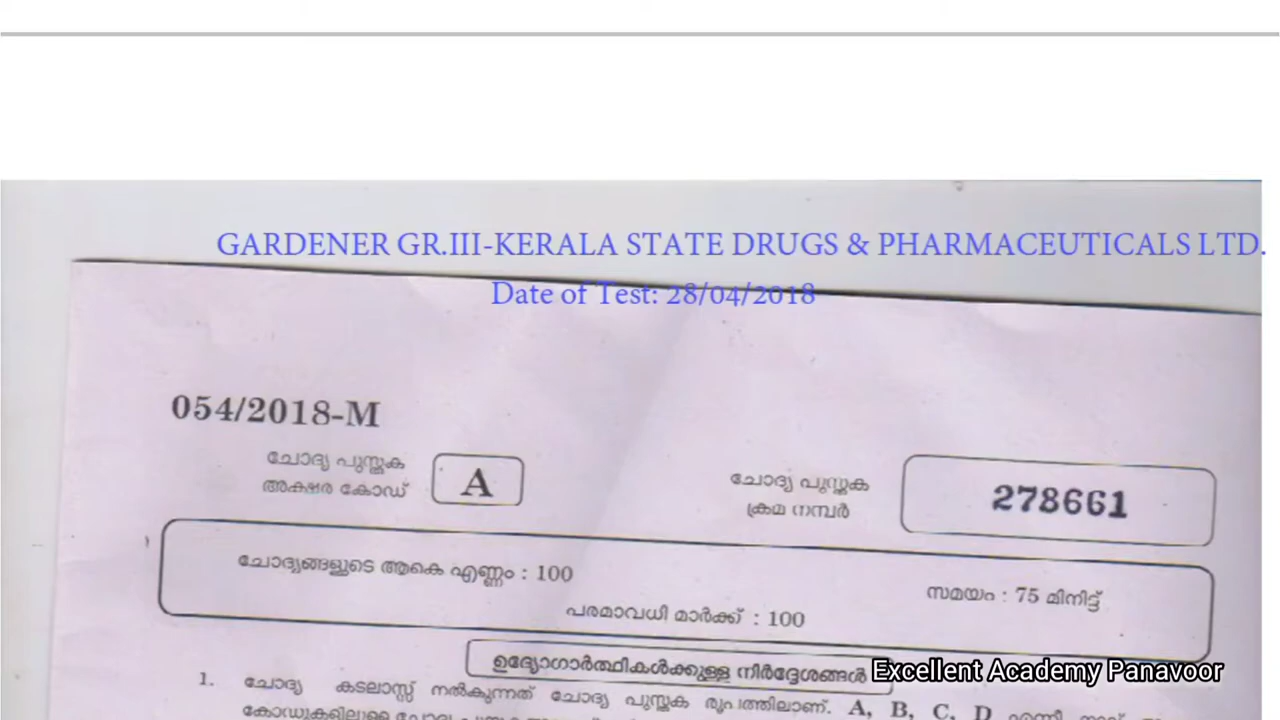 GARDENER GR.III-KERALA STATE DRUGS & PHARMACEUTICALS LTD.
Date of Test: 28/04/2018
054/2018-M
ചോദ്യ പുസ്തക
അക്ഷര കോഡ്
A
ചോദ്യ പുസ്തക
ക്രമ നമ്പർ
278661
ചോദ്യങ്ങളുടെ ആകെ എണ്ണം : 100
സമയം : 75 മിനിട്ട്
പരമാവധി മാർക്ക് : 100
ഉദ്യോഗാർത്ഥികൾക്കുള്ള നിർദ്ദേശങ്ങൾ
Excellent Academy Panavoor
1. ചോദ്യ കടലാസ്സ് നൽകുന്നത് ചോദ്യ പുസ്തക രൂപത്തിലാണ്. A, B, C, D എന്നീ